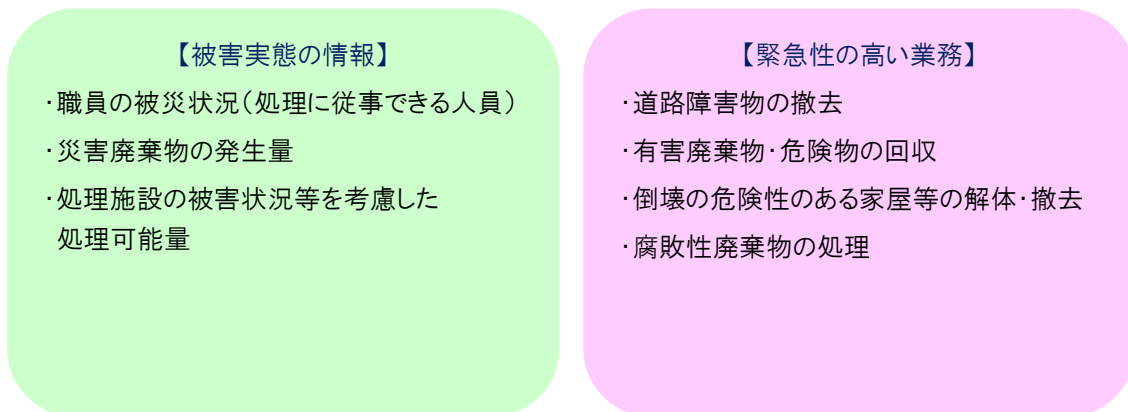 【被害実態の情報】
・職員の被災状況（処理に従事できる人員）
・災害廃棄物の発生量
・処理施設の被害状況等を考慮した
処理可能量
【緊急性の高い業務】
・道路障害物の撤去
・有害廃棄物・危険物の回収
・倒壊の危険性のある家屋等の解体・撤去
・腐敗性廃棄物の処理